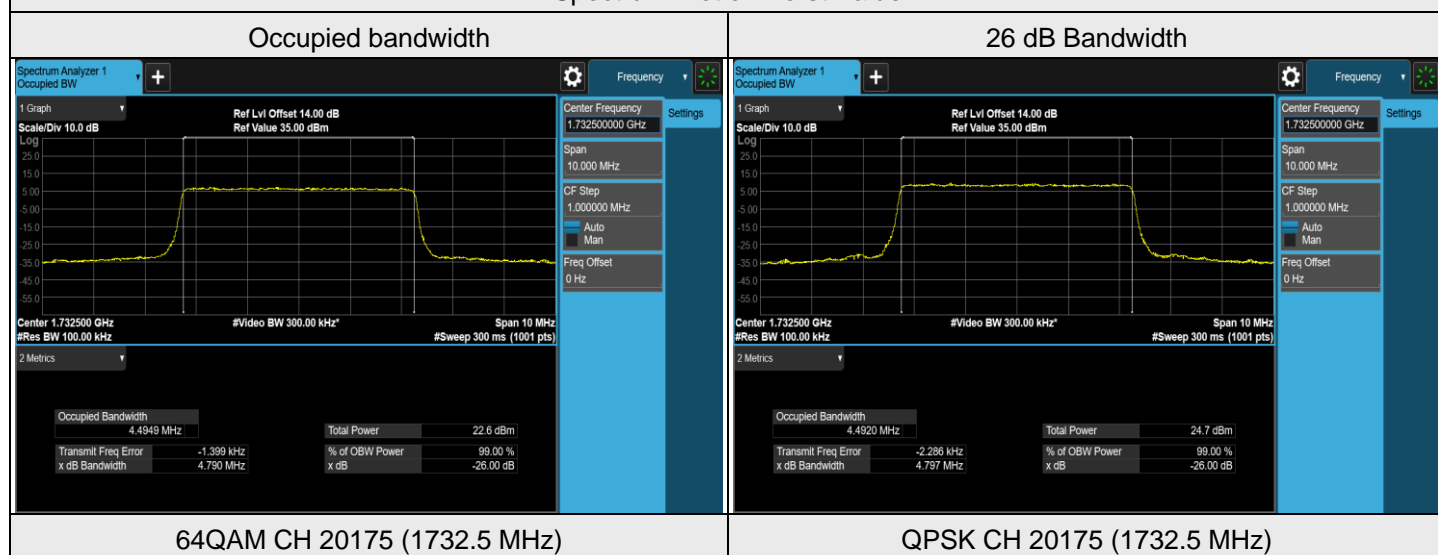 Occupied bandwidth
26 dB Bandwidth
Spectrum Analyzer 1
Occupied BW
+
Frequency
1 Graph
Scale/Div 10.0 dB
Ref Lvl Offset 14.00 dB
Ref Value 35.00 dBm
Log
25.0
15.0
5.00
-5.00
-15.0
-25.0
-35.0
-45.0
-55.0
Center 1.732500 GHz
#Res BW 100.00 kHz
#Video BW 300.00 kHz*
Span 10 MHz
#Sweep 300 ms (1001 pts)
Center Frequency
1.732500000 GHz
Settings
Span
10.000 MHz
CF Step
1.000000 MHz
Auto
Man
Freq Offset
0 Hz
2 Metrics
Occupied Bandwidth
4.4949 MHz
Total Power 22.6 dBm
Transmit Freq Error -1.399 kHz
% of OBW Power 99.00 %
x dB Bandwidth 4.790 MHz
x dB -26.00 dB
64QAM CH 20175 (1732.5 MHz)
Spectrum Analyzer 1
Occupied BW
+
Frequency
1 Graph
Scale/Div 10.0 dB
Ref Lvl Offset 14.00 dB
Ref Value 35.00 dBm
Log
25.0
15.0
5.00
-5.00
-15.0
-25.0
-35.0
-45.0
-55.0
Center 1.732500 GHz
#Res BW 100.00 kHz
#Video BW 300.00 kHz*
Span 10 MHz
#Sweep 300 ms (1001 pts)
Center Frequency
1.732500000 GHz
Settings
Span
10.000 MHz
CF Step
1.000000 MHz
Auto
Man
Freq Offset
0 Hz
2 Metrics
Occupied Bandwidth
4.4920 MHz
Total Power 24.7 dBm
Transmit Freq Error -2.286 kHz
% of OBW Power 99.00 %
x dB Bandwidth 4.797 MHz
x dB -26.00 dB
QPSK CH 20175 (1732.5 MHz)